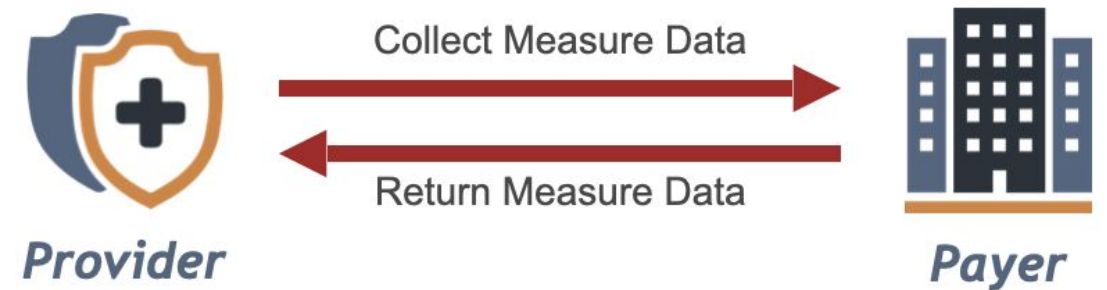 Collect Measure Data
Return Measure Data
Provider
Payer